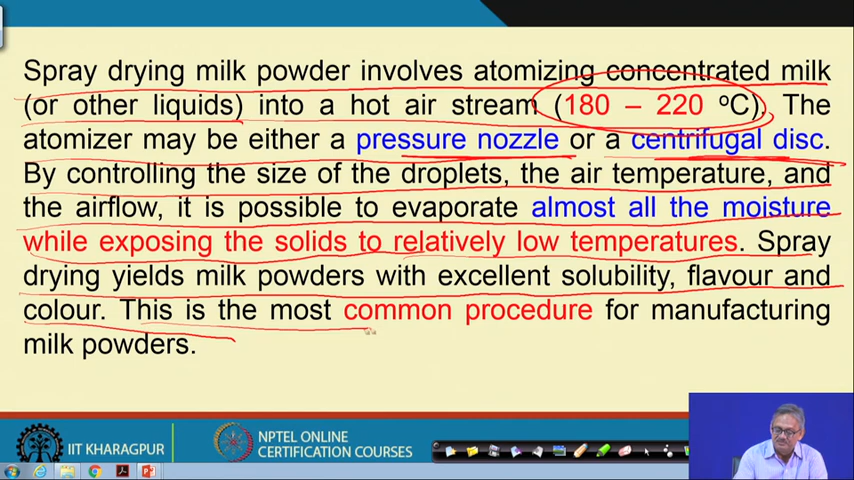 Spray drying milk powder involves atomizing concentrated milk
(or other liquids) into a hot air stream (180 – 220 ºC). The
atomizer may be either a pressure nozzle or a centrifugal disc.
By controlling the size of the droplets, the air temperature, and
the airflow, it is possible to evaporate almost all the moisture
while exposing the solids to relatively low temperatures. Spray
drying yields milk powders with excellent solubility, flavour and
colour. This is the most common procedure for manufacturing
milk powders.
IIT KHARAGPUR
NPTEL ONLINE
CERTIFICATION COURSES